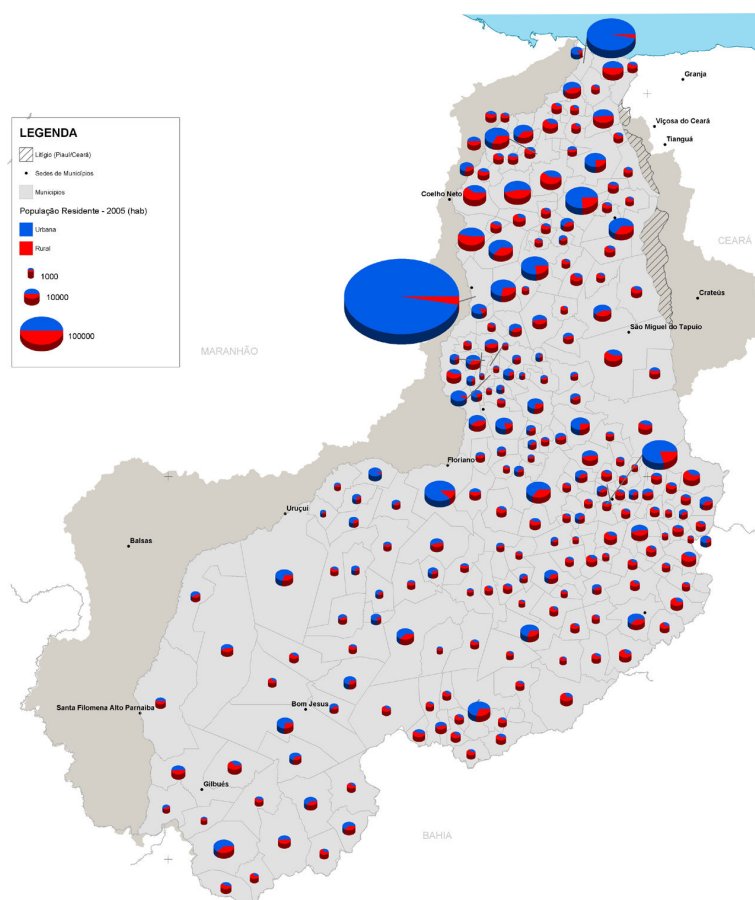 Granja
LEGENDA
Litígio (Piauí/Ceará)
Sedes de Municípios
Municípios
População Residente - 2005 (hab)
Urbana
Rural
1000
10000
100000
Viçosa do Ceará
Tianguá
Coelho Neto
CEARÁ
Crateús
São Miguel do Tapuio
MARANHÃO
Floriano
Uruçuí
Balsas
Santa Filomena Alto Parnaíba
Bom Jesus
Gilbués
BAHIA